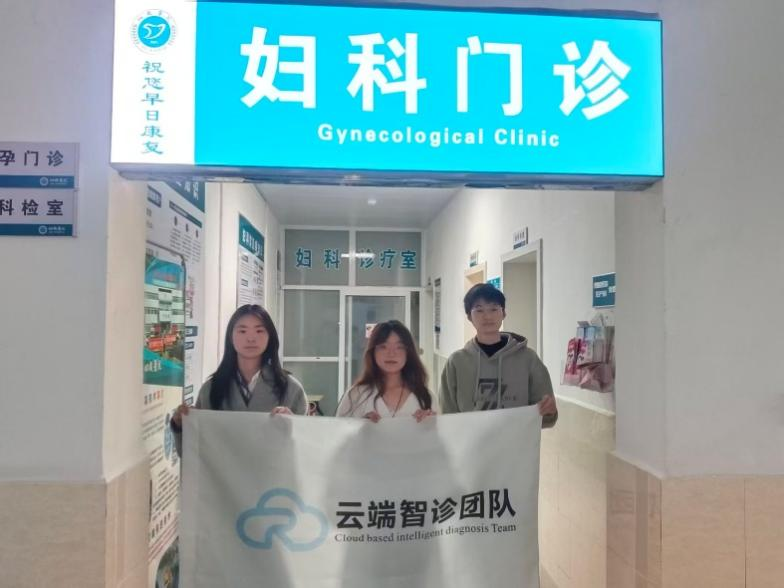 祝您早日康复
妇科门诊
Gynecological Clinic
孕门诊
科检室
妇科诊疗室
云端智诊团队
Cloud based intelligent diagnosis Team